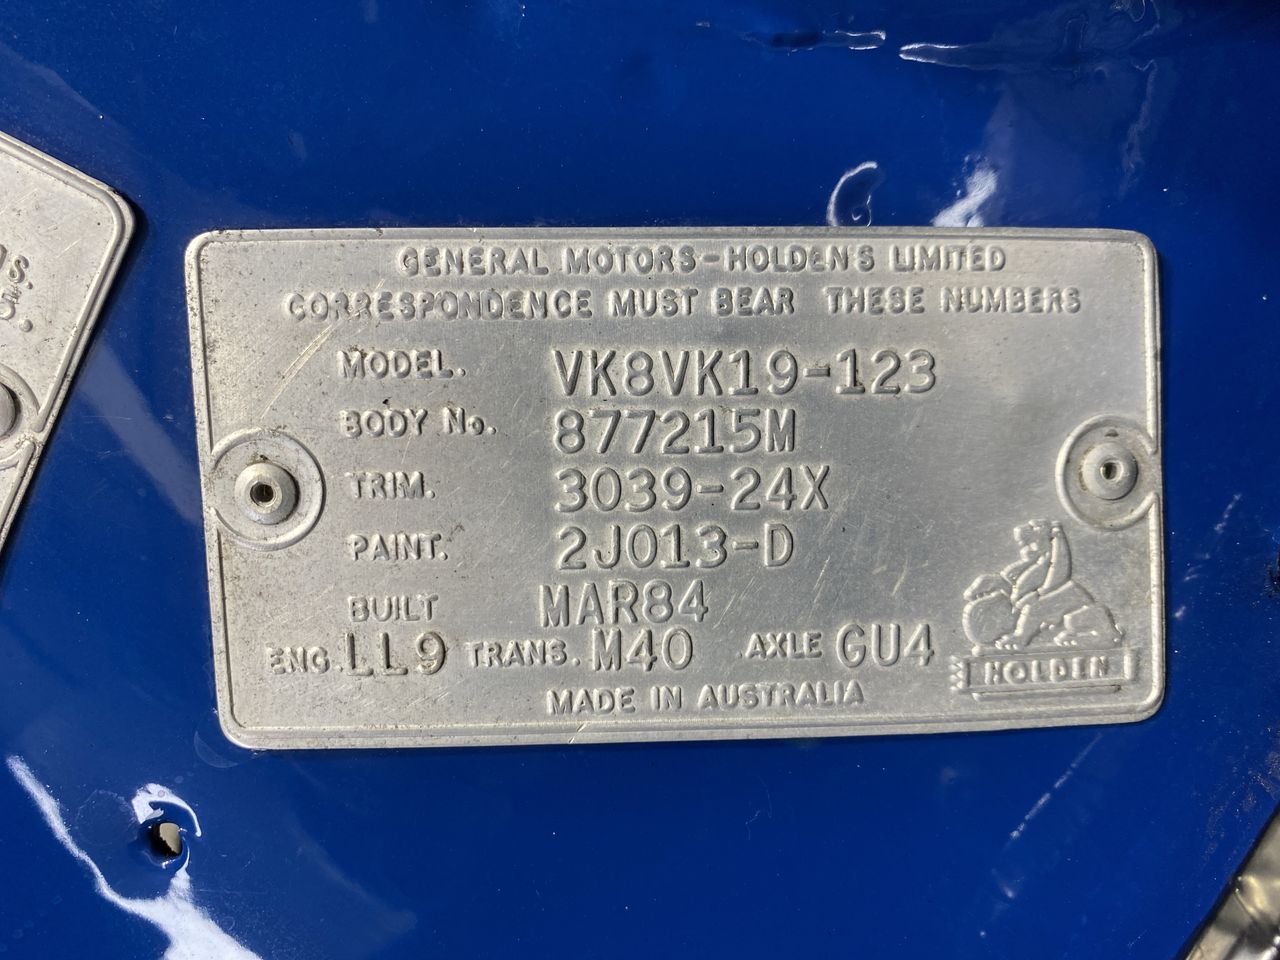 GENERAL MOTORS-HOLDEN'S LIMITED
CORRESPONDENCE MUST BEAR THESE NUMBERS
MODEL. VK8VK19-123
BODY No. 877215M
TRIM. 3039-24X
PAINT. 2J013-D
BUILT MAR84
ENG. LL9 TRANS. M40 AXLE GU4
HOLDEN
MADE IN AUSTRALIA